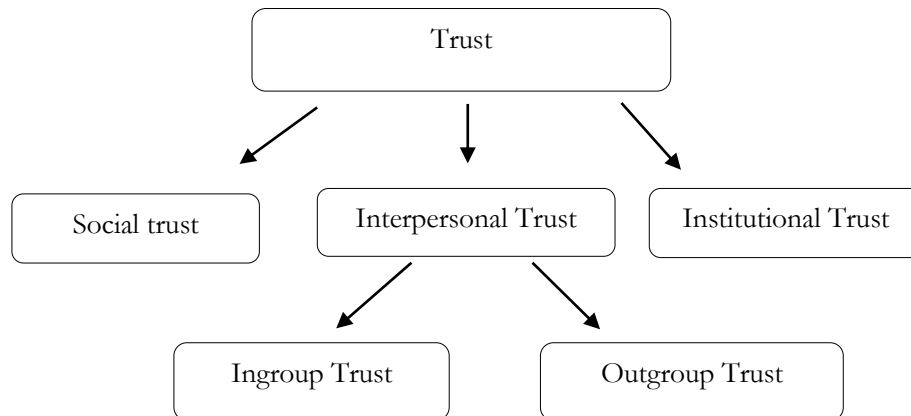 Trust
Social trust
Interpersonal Trust
Institutional Trust
Ingroup Trust
Outgroup Trust